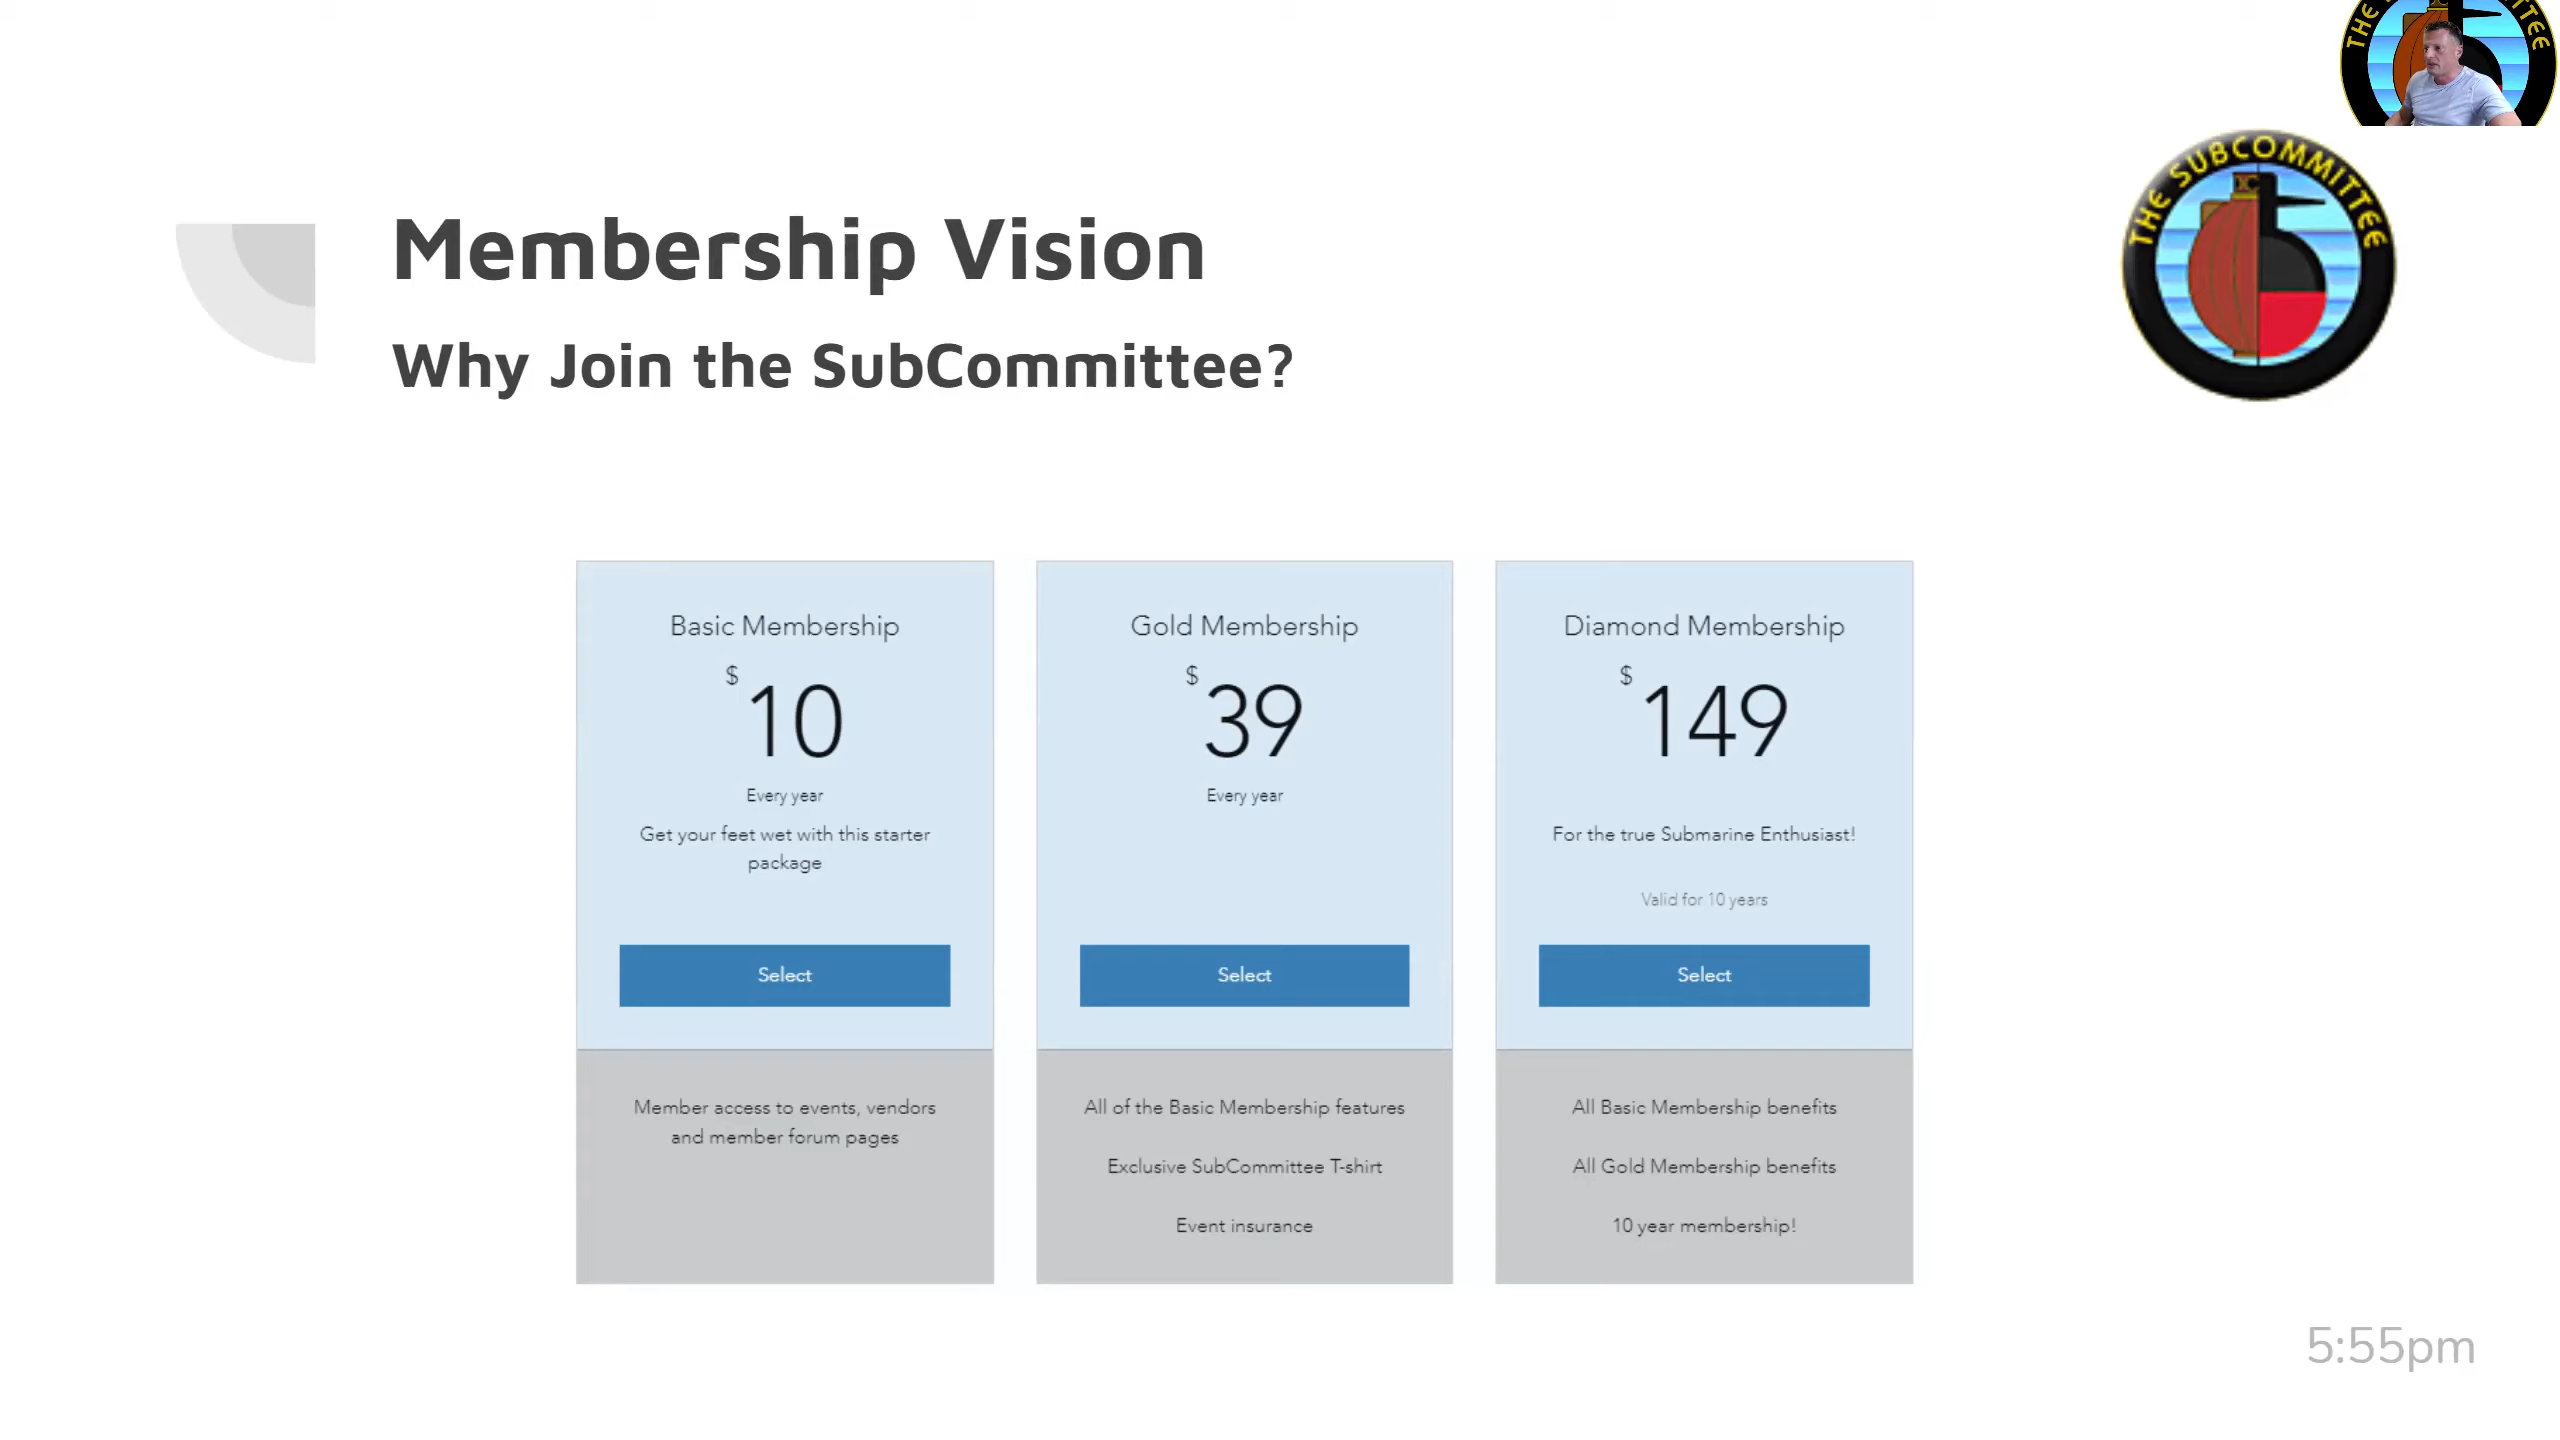 THE SUBCOMMITTEE
Membership Vision
Why Join the SubCommittee?
Basic Membership
$ 10
Every year
Get your feet wet with this starter
package
Select
Member access to events, vendors
and member forum pages
Gold Membership
$ 39
Every year
Select
All of the Basic Membership features
Exclusive SubCommittee T-shirt
Event insurance
Diamond Membership
$ 149
For the true Submarine Enthusiast!
Valid for 10 years
Select
All Basic Membership benefits
All Gold Membership benefits
10 year membership!
5:55pm